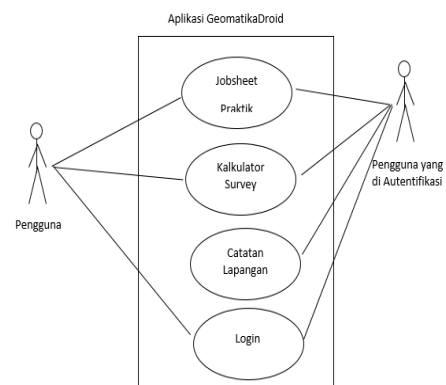 Aplikasi GeomatikaDroid
Jobsheet
Praktik
Kalkulator
Survey
Catatan
Lapangan
Login
Pengguna
Pengguna yang
di Autentifikasi